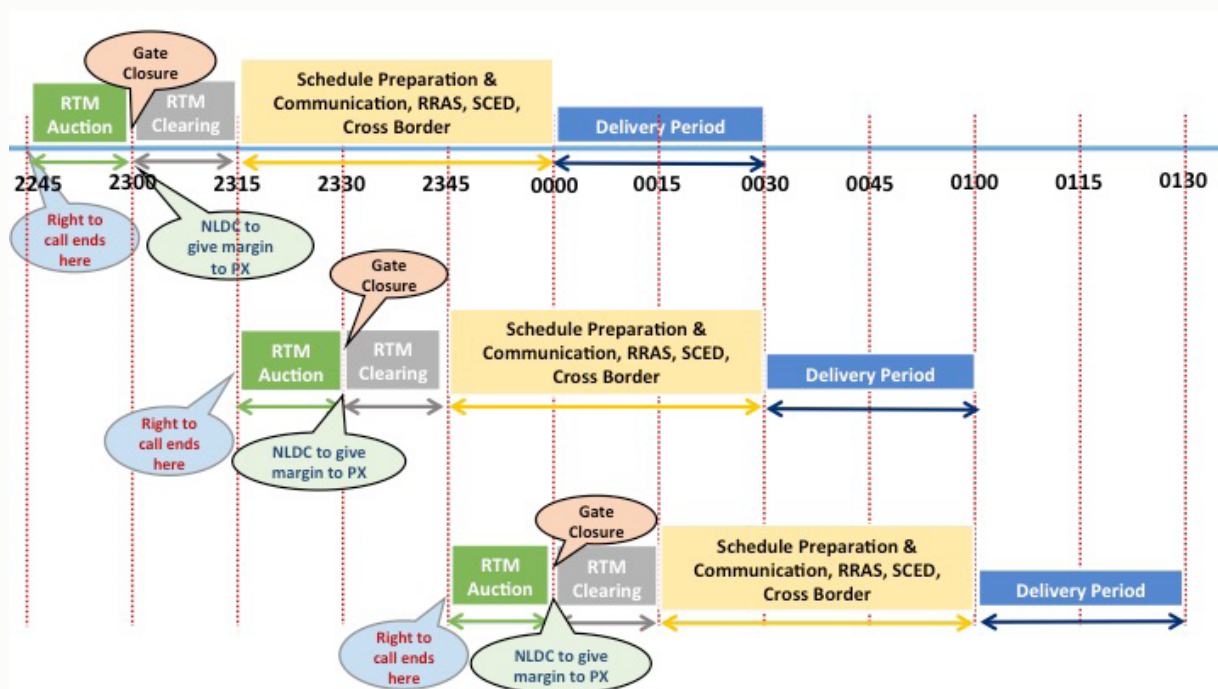 Gate
Closure
RTM
Auction
RTM
Clearing
Schedule Preparation &
Communication, RRAS, SCED,
Cross Border
Delivery Period
2245 2300 2315 2330 2345 0000 0015 0030 0045 0100 0115 0130
Right to
call ends
here
NLDC to
give margin
to PX
Gate
Closure
RTM
Auction
RTM
Clearing
Schedule Preparation &
Communication, RRAS, SCED,
Cross Border
Delivery Period
Right to
call ends
here
NLDC to give
margin to PX
Gate
Closure
RTM
Auction
RTM
Clearing
Schedule Preparation &
Communication, RRAS, SCED,
Cross Border
Delivery Period
Right to
call ends
here
NLDC to give
margin to PX